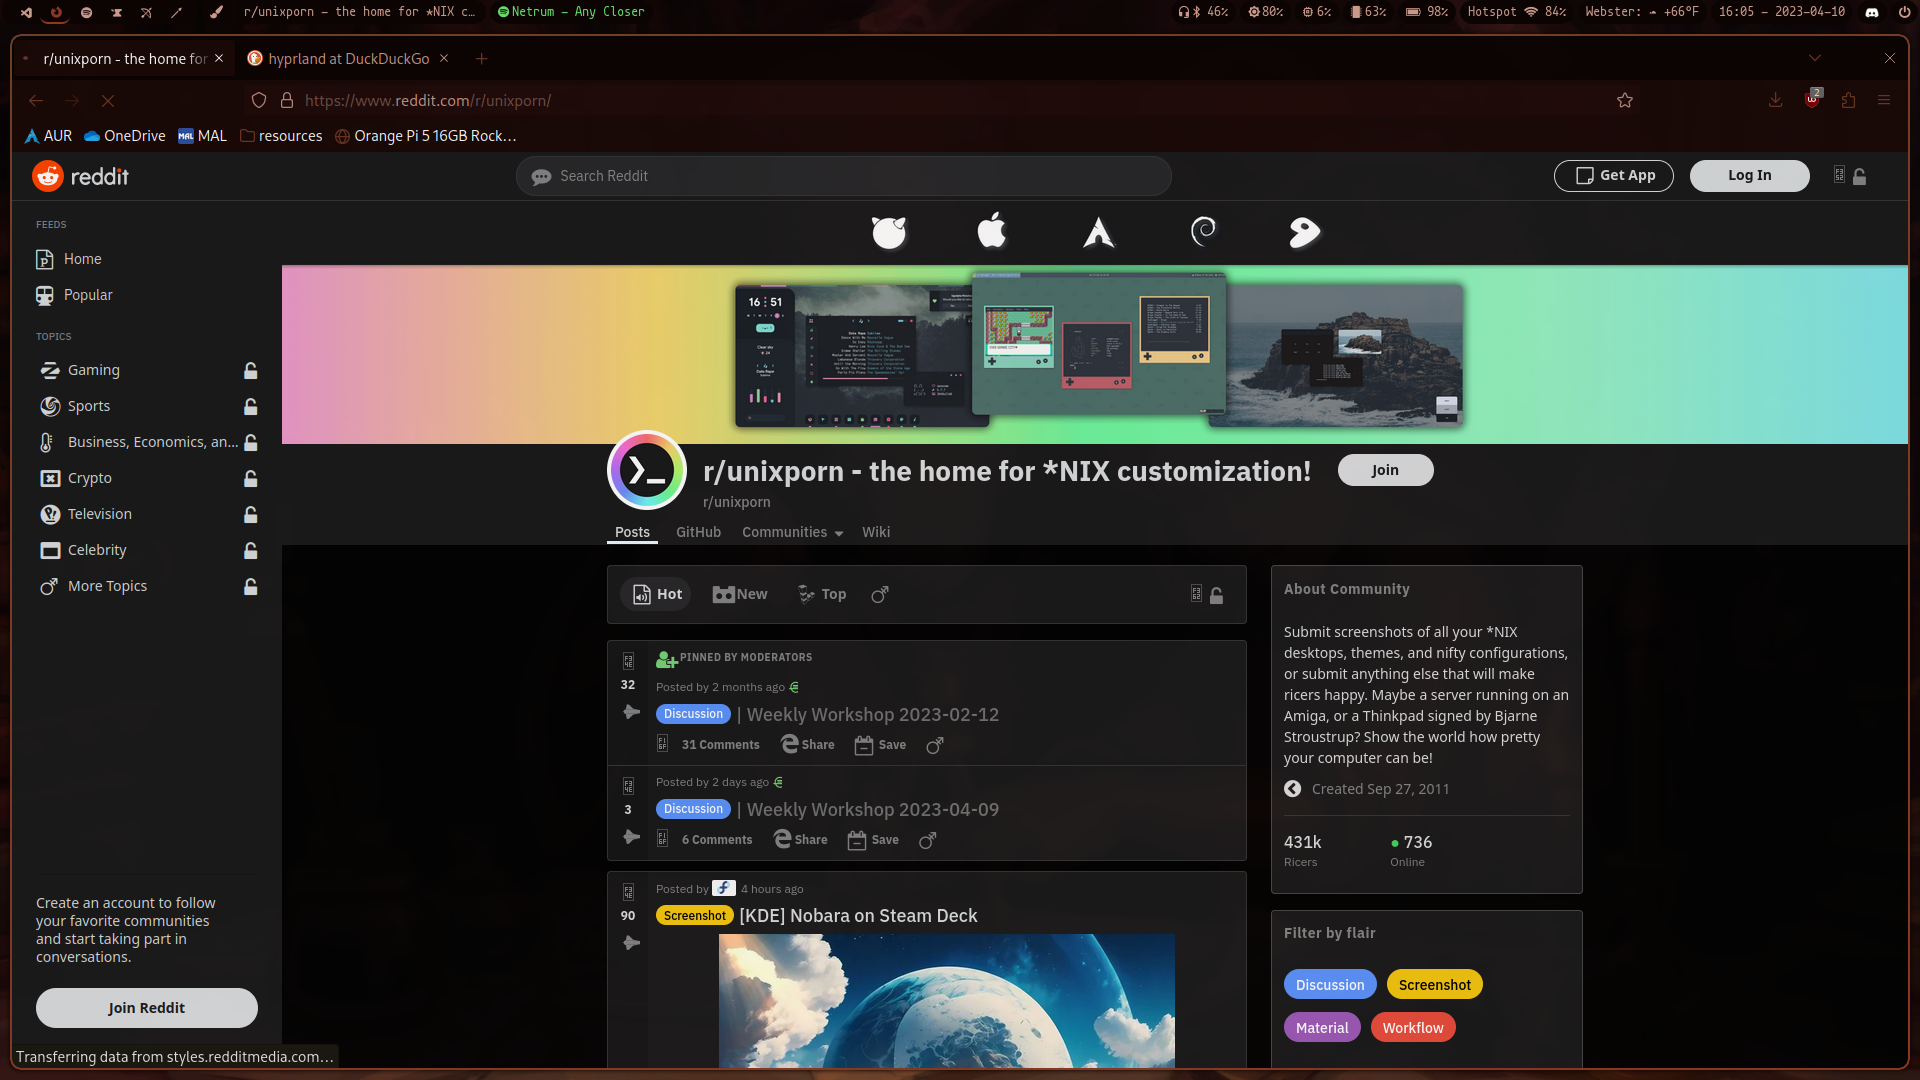 r/unixporn – the home for *NIX c…
Netrum – Any Closer
46%
80%
6%
63%
98%
Hotspot 84%
Webster: +66°F
16:05 – 2023-04-10
r/unixporn - the home for
hyprland at DuckDuckGo
https://www.reddit.com/r/unixporn/
2
AUR
OneDrive
MAL MAL
resources
Orange Pi 5 16GB Rock…
reddit
Search Reddit
Get App
Log In
FEEDS
Home
Popular
TOPICS
Gaming
Sports
Business, Economics, an...
Crypto
Television
Celebrity
More Topics
Create an account to follow
your favorite communities
and start taking part in
conversations.
Join Reddit
Transferring data from styles.redditmedia.com…
16 : 51
r/unixporn - the home for *NIX customization!
Join
r/unixporn
Posts
GitHub
Communities
Wiki
Hot
New
Top
PINNED BY MODERATORS
32
Posted by 2 months ago
Discussion | Weekly Workshop 2023-02-12
31 Comments
Share
Save
Posted by 2 days ago
3
Discussion | Weekly Workshop 2023-04-09
6 Comments
Share
Save
Posted by 4 hours ago
90
Screenshot [KDE] Nobara on Steam Deck
About Community
Submit screenshots of all your *NIX
desktops, themes, and nifty configurations,
or submit anything else that will make
ricers happy. Maybe a server running on an
Amiga, or a Thinkpad signed by Bjarne
Stroustrup? Show the world how pretty
your computer can be!
Created Sep 27, 2011
431k
Ricers
736
Online
Filter by flair
Discussion
Screenshot
Material
Workflow